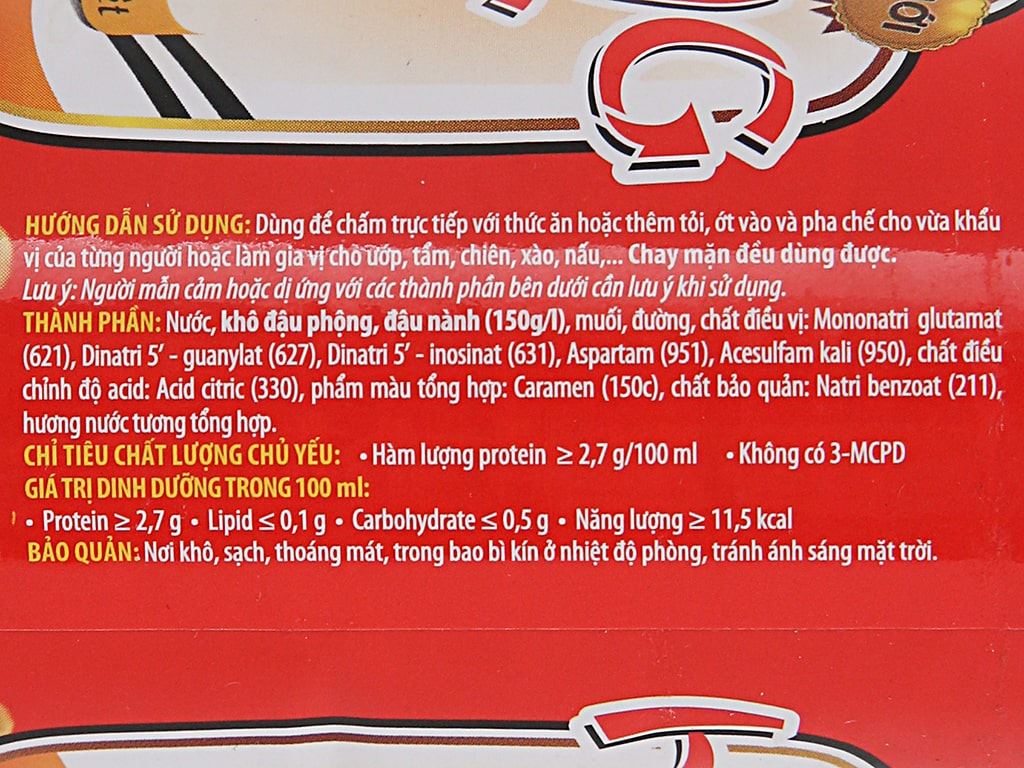 ỚI
G
HƯỚNG DẪN SỬ DỤNG: Dùng để chấm trực tiếp với thức ăn hoặc thêm tỏi, ớt vào và pha chế cho vừa khẩu
vị của từng người hoặc làm gia vị cho ướp, tẩm, chiên, xào, nấu,... Chay mặn đều dùng được.
Lưu ý: Người mẫn cảm hoặc dị ứng với các thành phần bên dưới cần lưu ý khi sử dụng.
THÀNH PHẦN: Nước, khô đậu phộng, đậu nành (150g/l), muối, đường, chất điều vị: Mononatri glutamat
(621), Dinatri 5' - guanylat (627), Dinatri 5' - inosinat (631), Aspartam (951), Acesulfam kali (950), chất điều
chỉnh độ acid: Acid citric (330), phẩm màu tổng hợp: Caramen (150c), chất bảo quản: Natri benzoat (211),
hương nước tương tổng hợp.
CHỈ TIÊU CHẤT LƯỢNG CHỦ YẾU: • Hàm lượng protein ≥ 2,7 g/100 ml • Không có 3-MCPD
GIÁ TRỊ DINH DƯỠNG TRONG 100 ml:
• Protein ≥ 2,7 g • Lipid ≤ 0,1 g • Carbohydrate ≤ 0,5 g • Năng lượng ≥ 11,5 kcal
BẢO QUẢN: Nơi khô, sạch, thoáng mát, trong bao bì kín ở nhiệt độ phòng, tránh ánh sáng mặt trời.